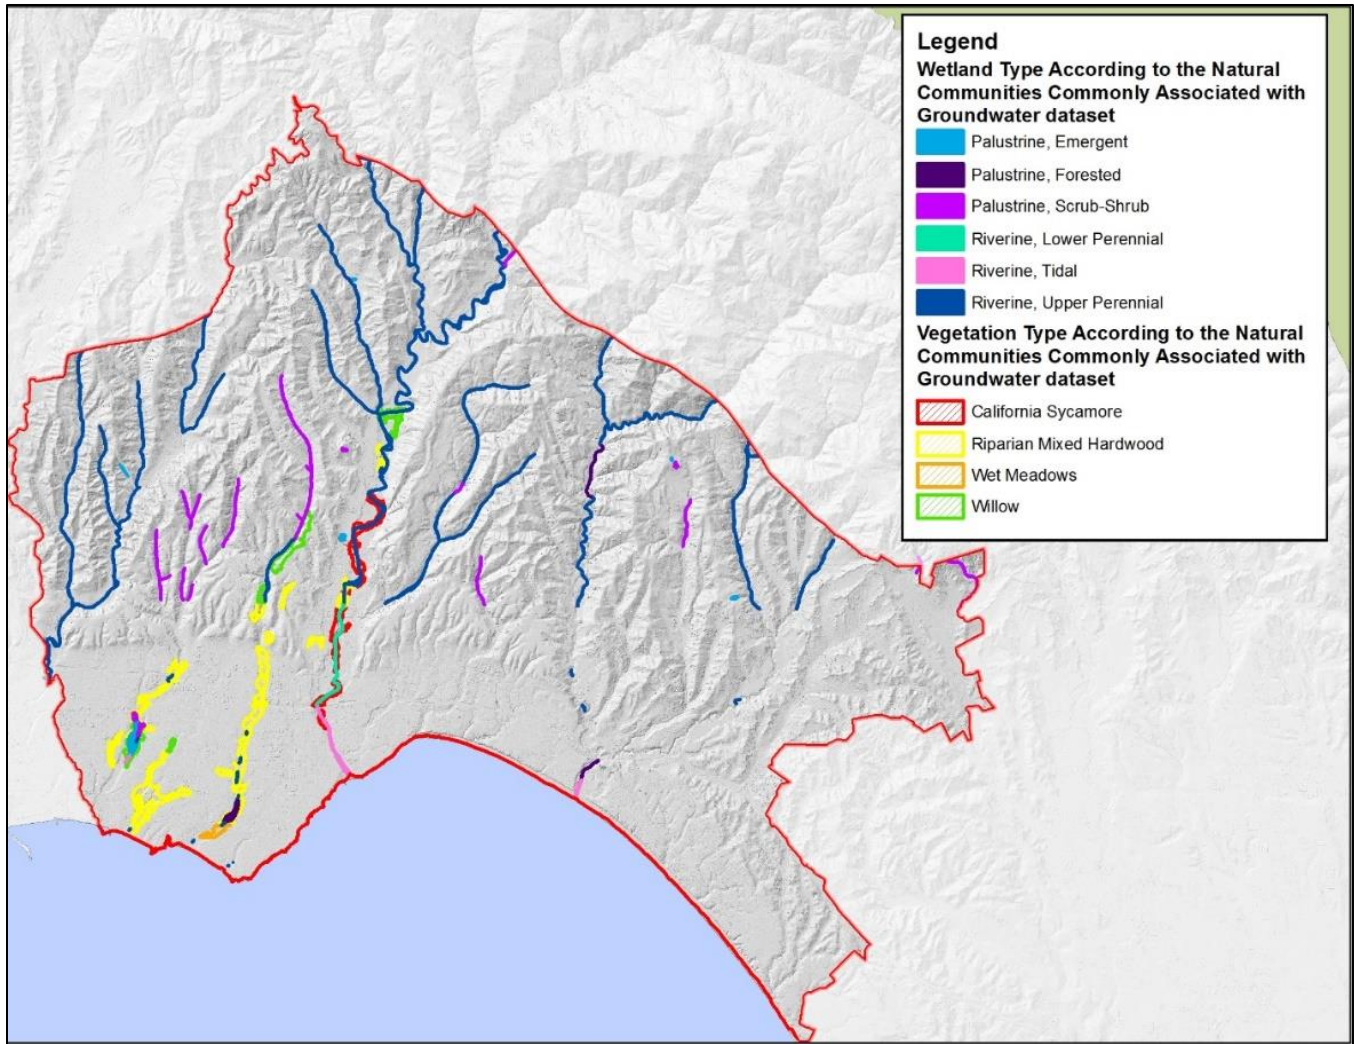 Legend
Wetland Type According to the Natural
Communities Commonly Associated with
Groundwater dataset
Palustrine, Emergent
Palustrine, Forested
Palustrine, Scrub-Shrub
Riverine, Lower Perennial
Riverine, Tidal
Riverine, Upper Perennial
Vegetation Type According to the Natural
Communities Commonly Associated with
Groundwater dataset
California Sycamore
Riparian Mixed Hardwood
Wet Meadows
Willow